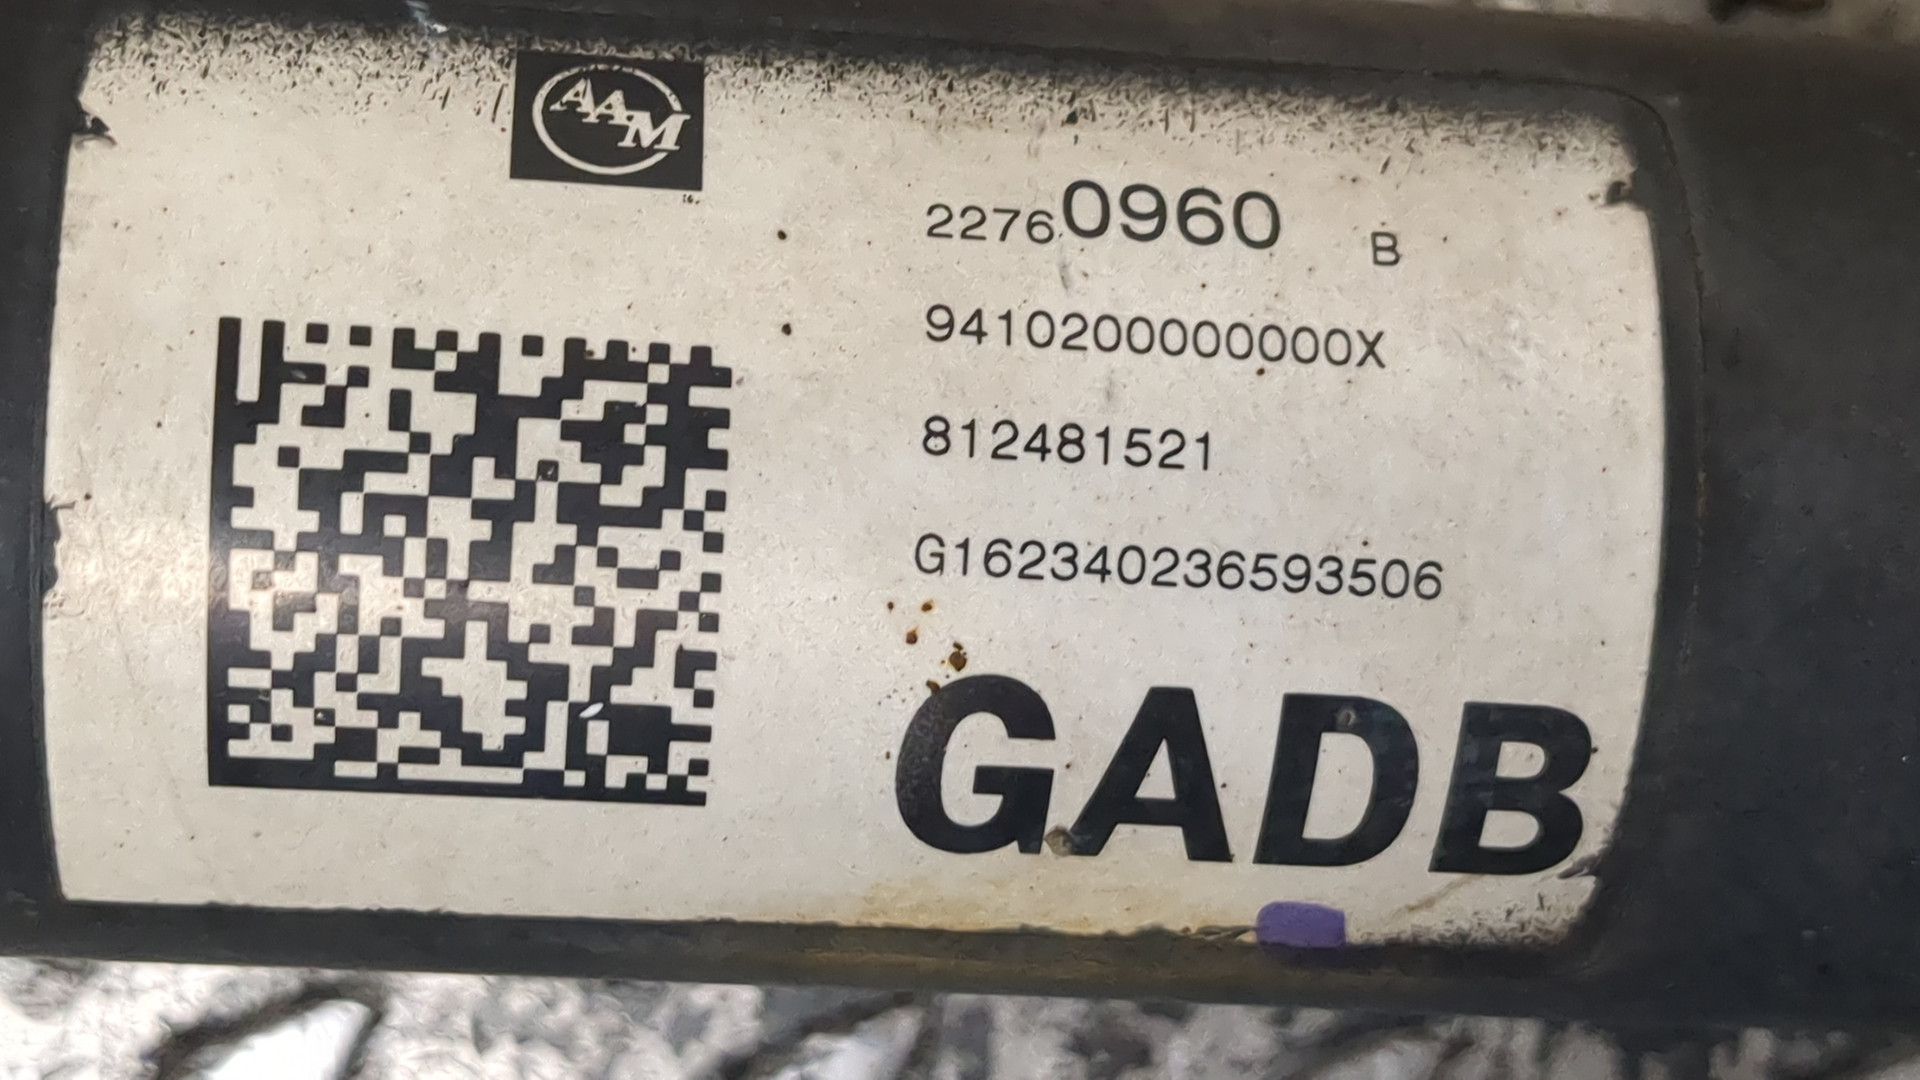 AAM
22760960 B
9410200000000X
812481521
G162340236593506
GADB